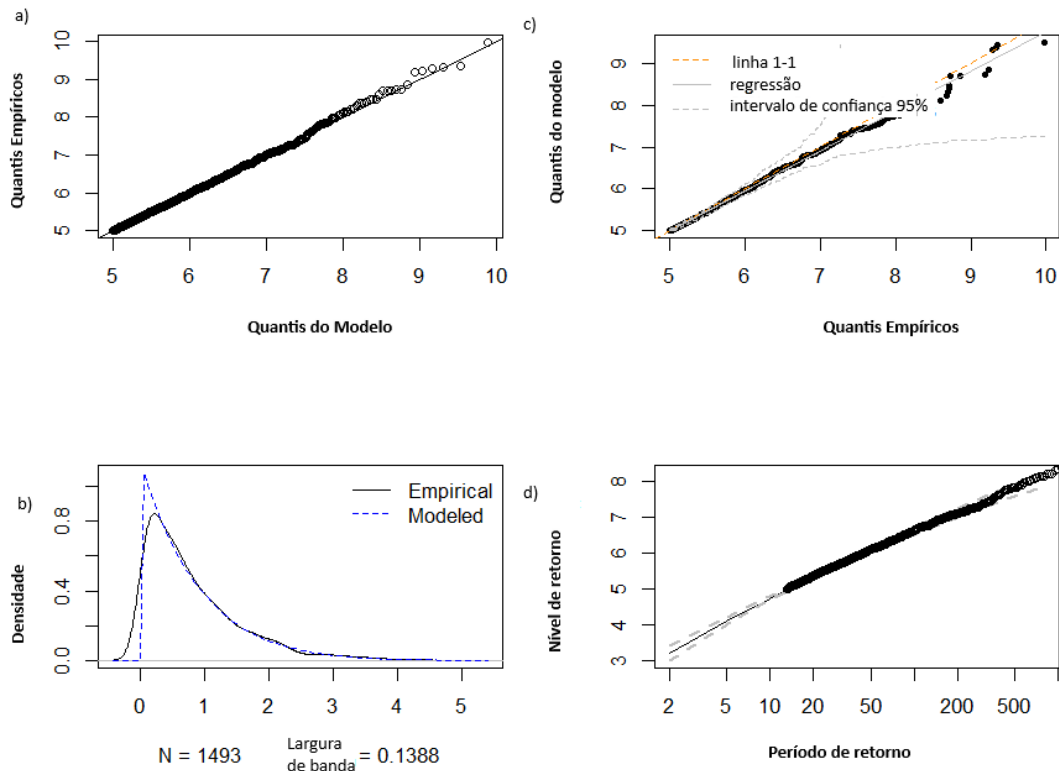 a)
Quantis Empíricos
10
9
8
7
6
5
5 6 7 8 9 10
Quantis do Modelo
c)
Quantis do modelo
9
8
7
6
5
linha 1-1
regressão
intervalo de confiança 95%
5 6 7 8 9 10
Quantis Empíricos
b)
Densidade
0.8
0.4
0.0
Empirical
Modeled
0 1 2 3 4 5
N = 1493 Largura de banda = 0.1388
d)
Nível de retorno
8
7
6
5
4
3
2 5 10 20 50 200 500
Período de retorno